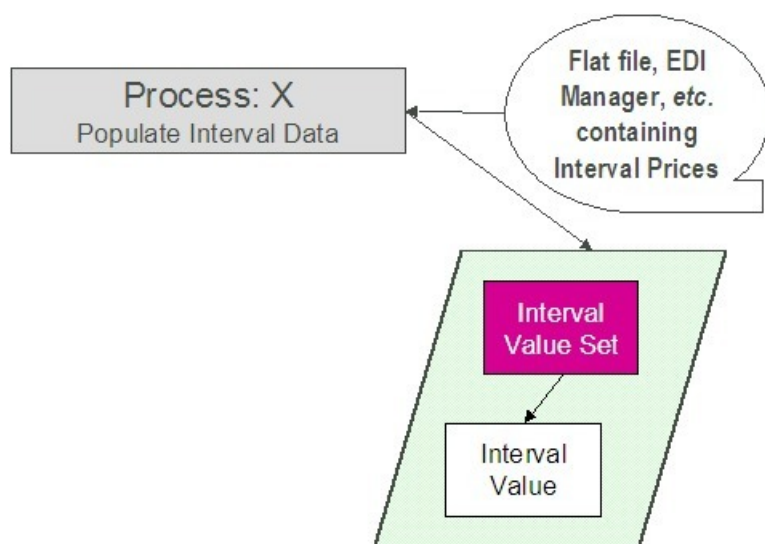 Process: X
Populate Interval Data
Flat file, EDI
Manager, etc.
containing
Interval Prices
Interval
Value Set
Interval
Value